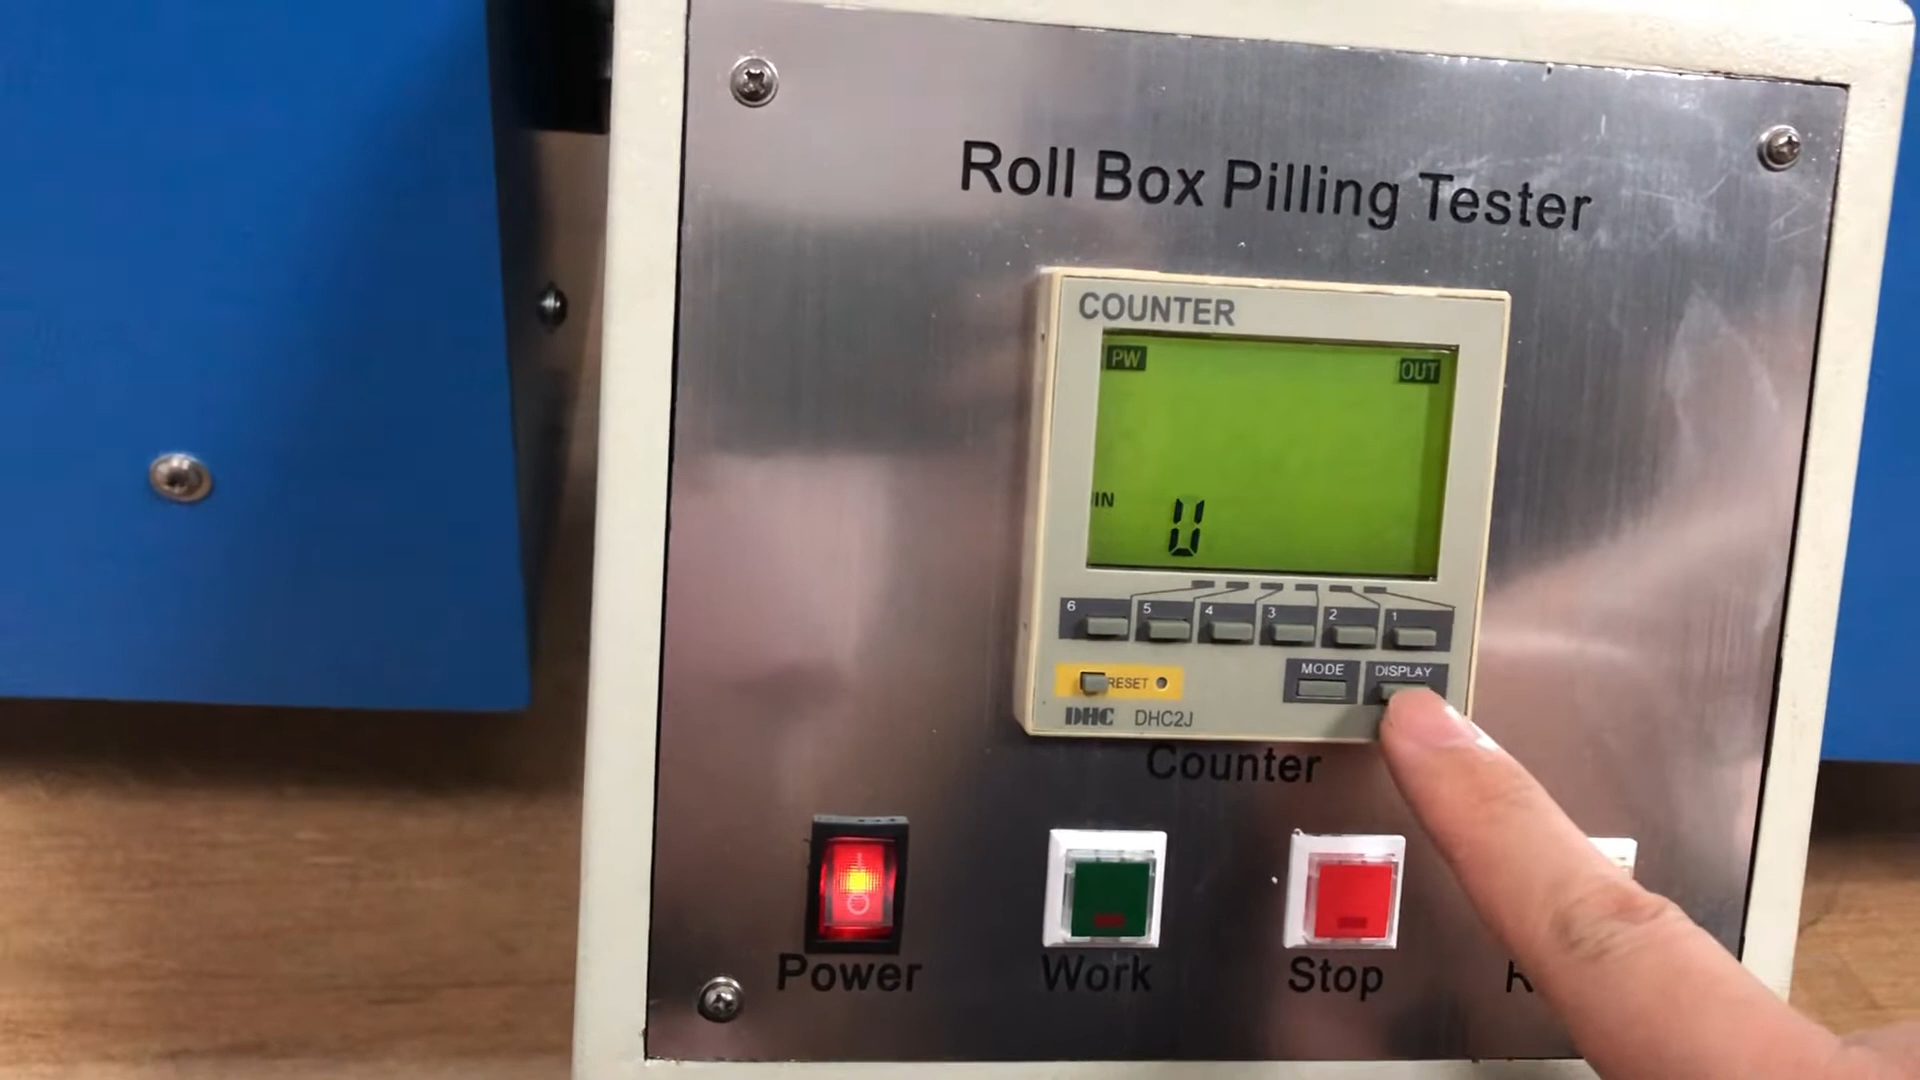 Roll Box Pilling Tester
COUNTER
PW
OUT
IN
U
6 5 4 3 2 1
RESET
MODE
DISPLAY
DHC
DHC2J
Counter
Power
Work
Stop